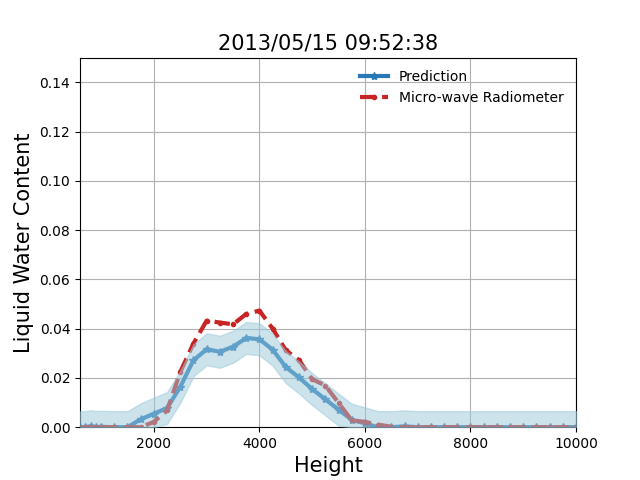 2013/05/15 09:52:38
Prediction
Micro-wave Radiometer
Liquid Water Content
0.14
0.12
0.10
0.08
0.06
0.04
0.02
0.00
2000 4000 6000 8000 10000
Height